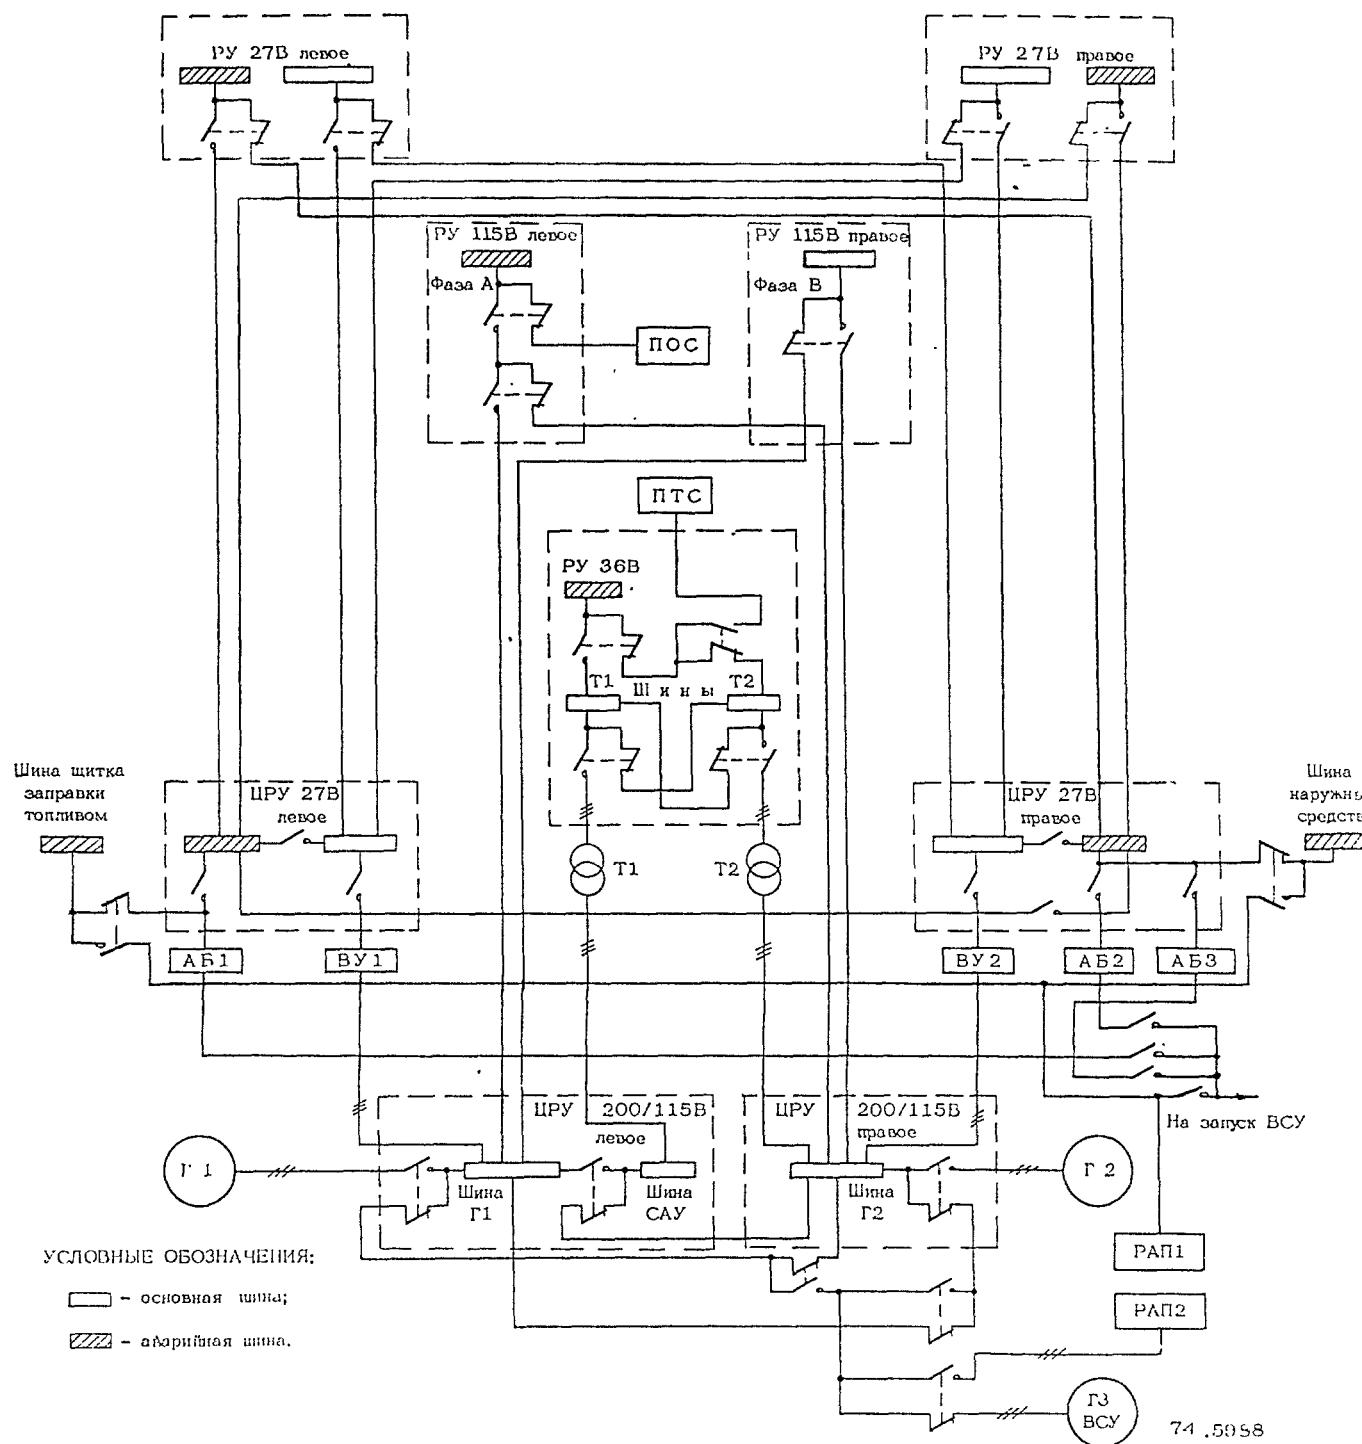 РУ 27В левое
РУ 27В правое
РУ 115В левое
РУ 115В правое
Фаза А
Фаза В
ПОС
ПТС
РУ 36В
Т1
Шины
Т2
Шина щитка
заправки
топливом
ЦРУ 27В
левое
ЦРУ 27В
правое
Шина
наружны
средств
Т1
Т2
АБ1
ВУ1
ВУ2
АБ2
АБ3
ЦРУ 200/115В
левое
ЦРУ 200/115В
правое
На запуск ВСУ
Г 1
Шина
Г1
Шина
САУ
Шина
Г2
Г 2
УСЛОВНЫЕ ОБОЗНАЧЕНИЯ:
- основная шина;
- аварийная шина.
РАП1
РАП2
Г3
ВСУ
74.5988